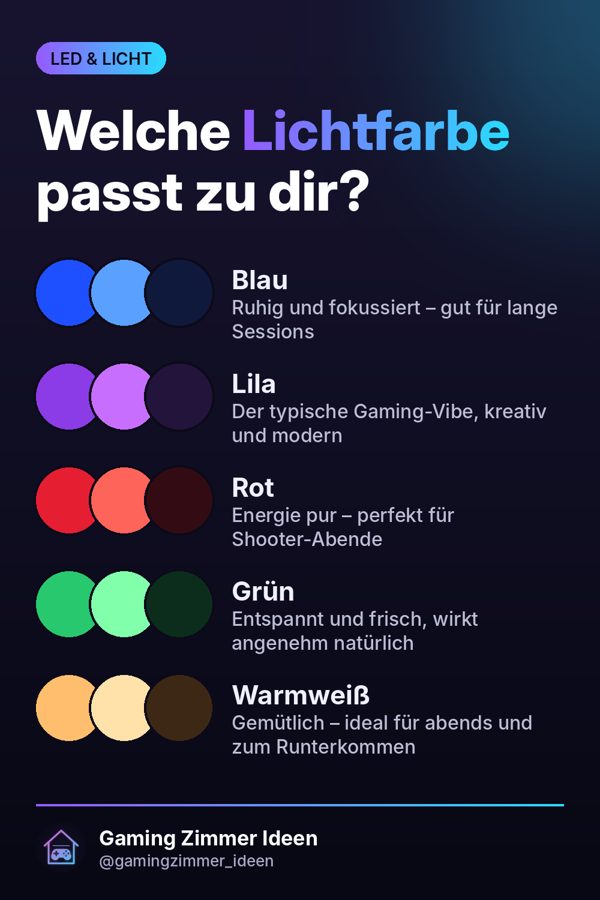 LED & LICHT
Welche Lichtfarbe
passt zu dir?
Blau
Ruhig und fokussiert – gut für lange
Sessions
Lila
Der typische Gaming-Vibe, kreativ
und modern
Rot
Energie pur – perfekt für
Shooter-Abende
Grün
Entspannt und frisch, wirkt
angenehm natürlich
Warmweiß
Gemütlich – ideal für abends und
zum Runterkommen
Gaming Zimmer Ideen
@gamingzimmer_ideen